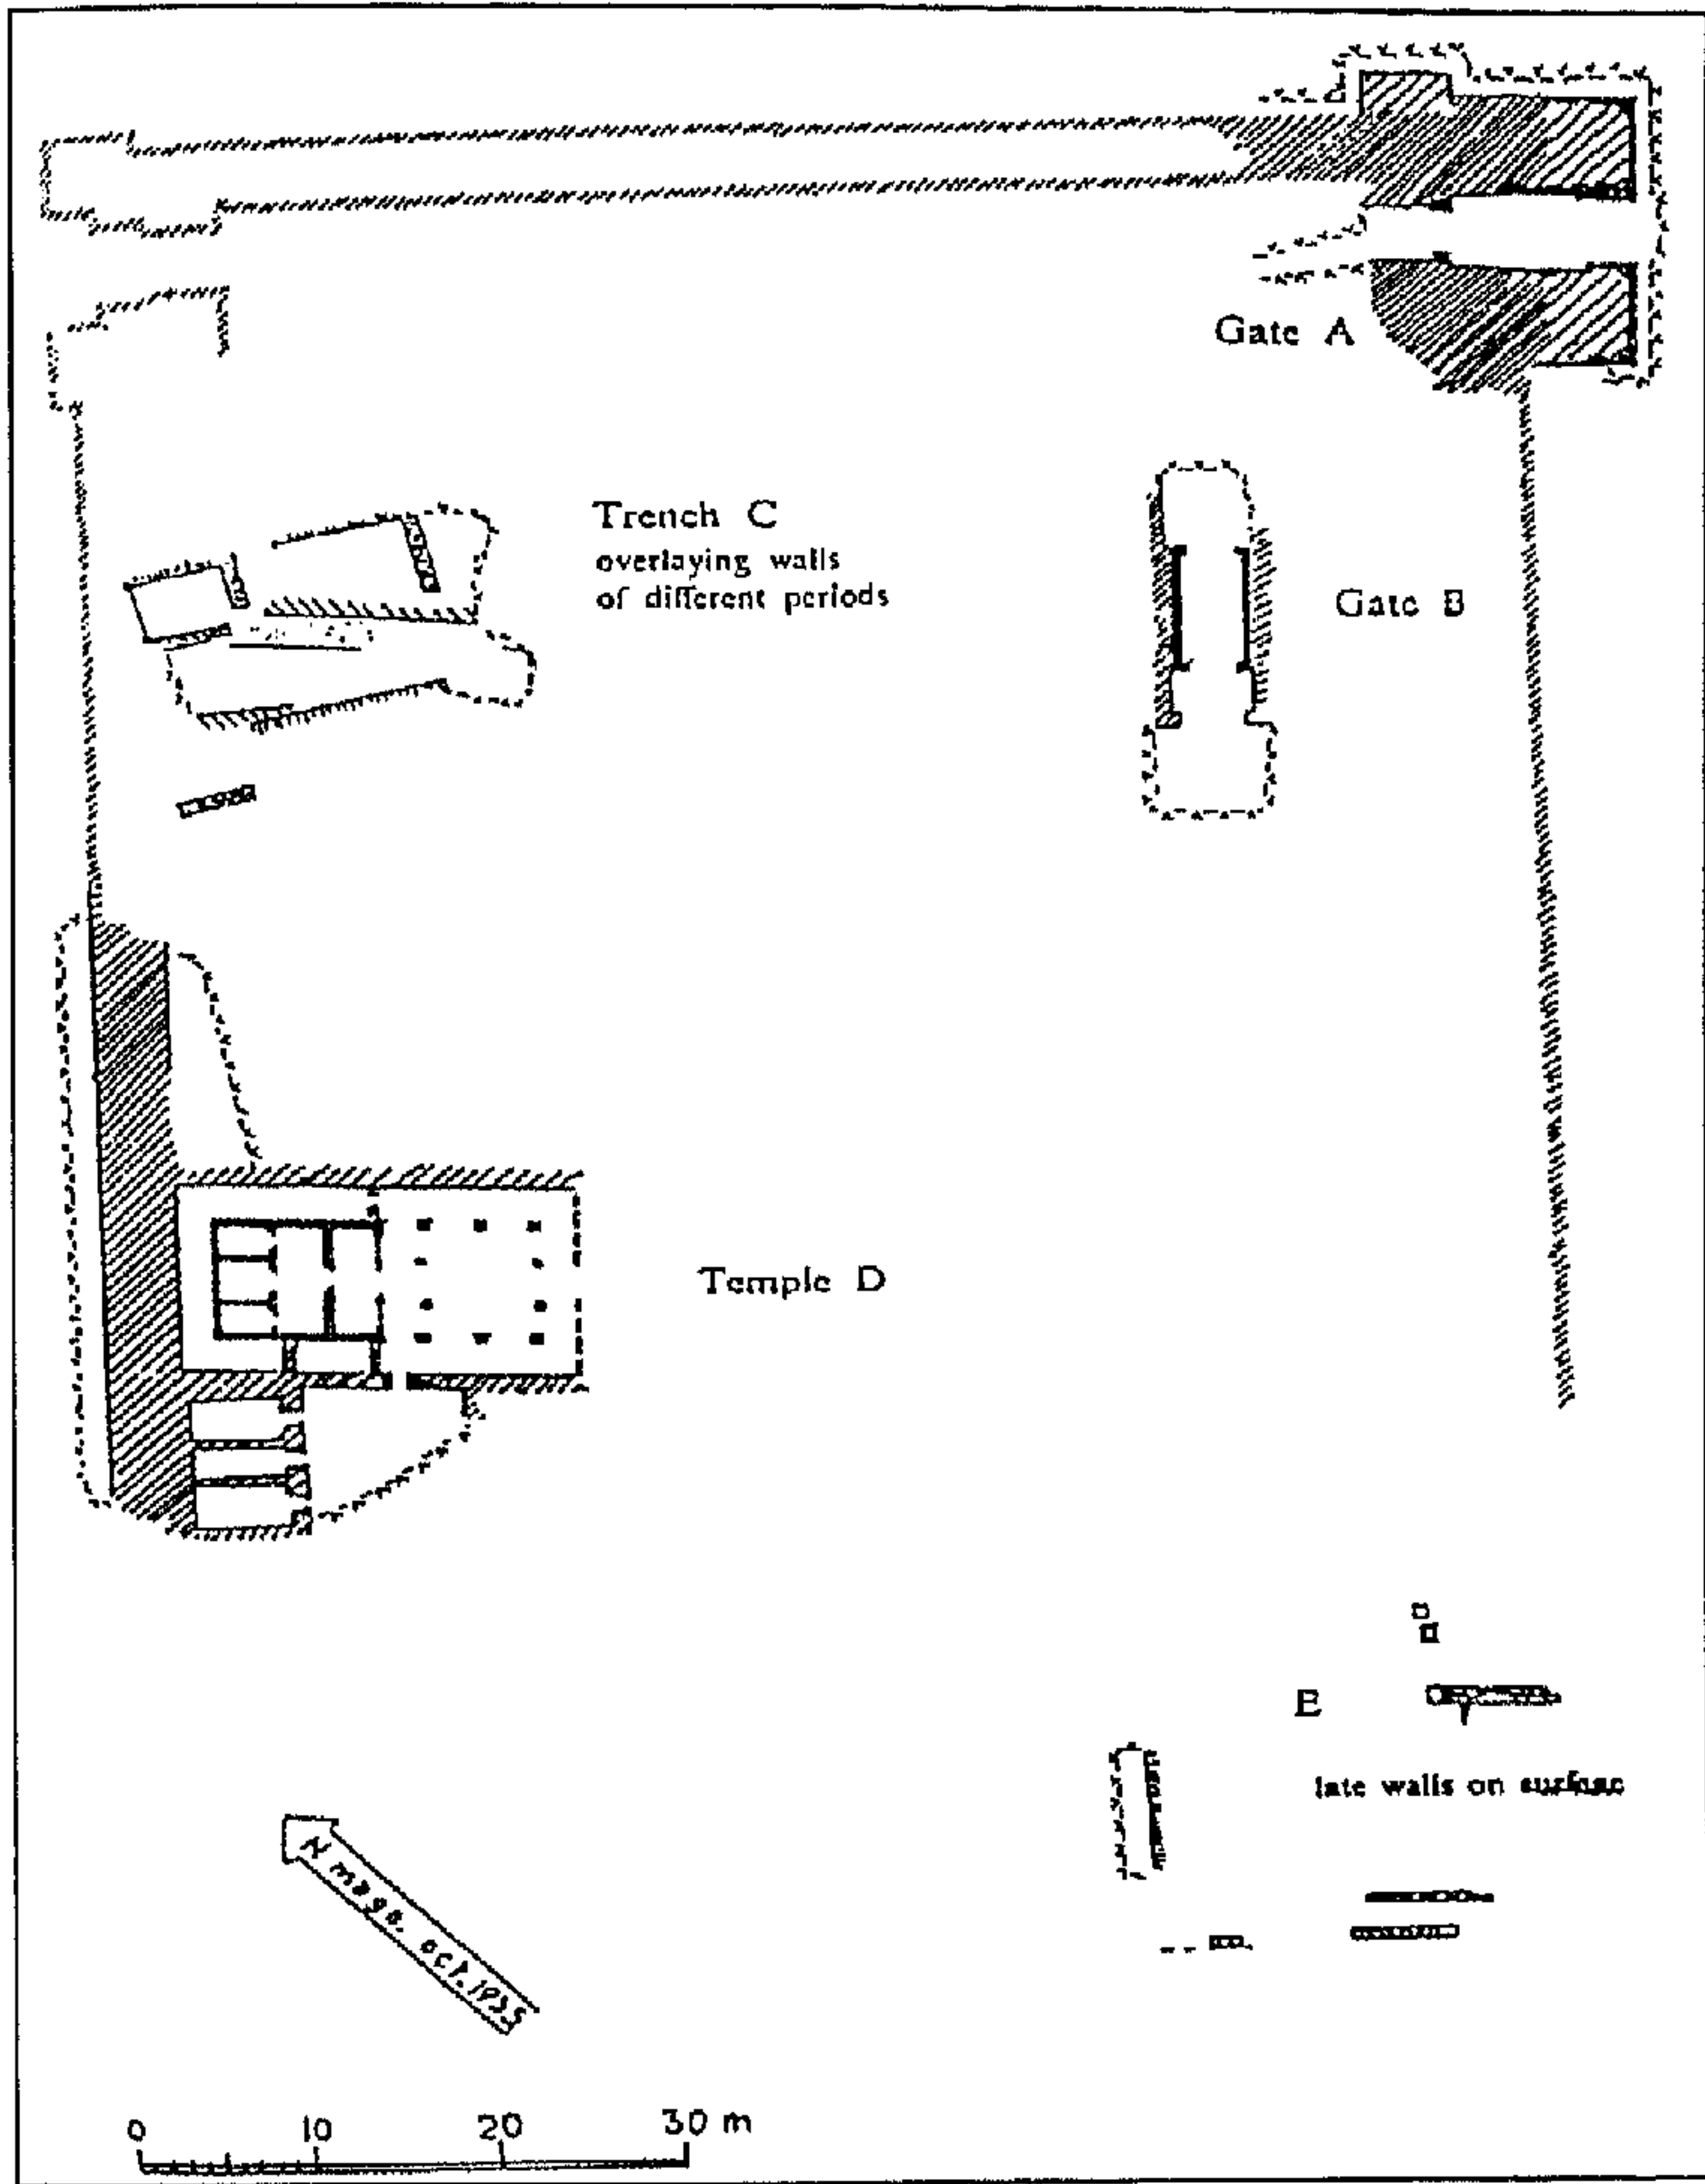 Gate A
Trench C
overlaying walls
of different periods
Gate B
Temple D
E
late walls on surface
N magn. oct. 1955
0 10 20 30 m